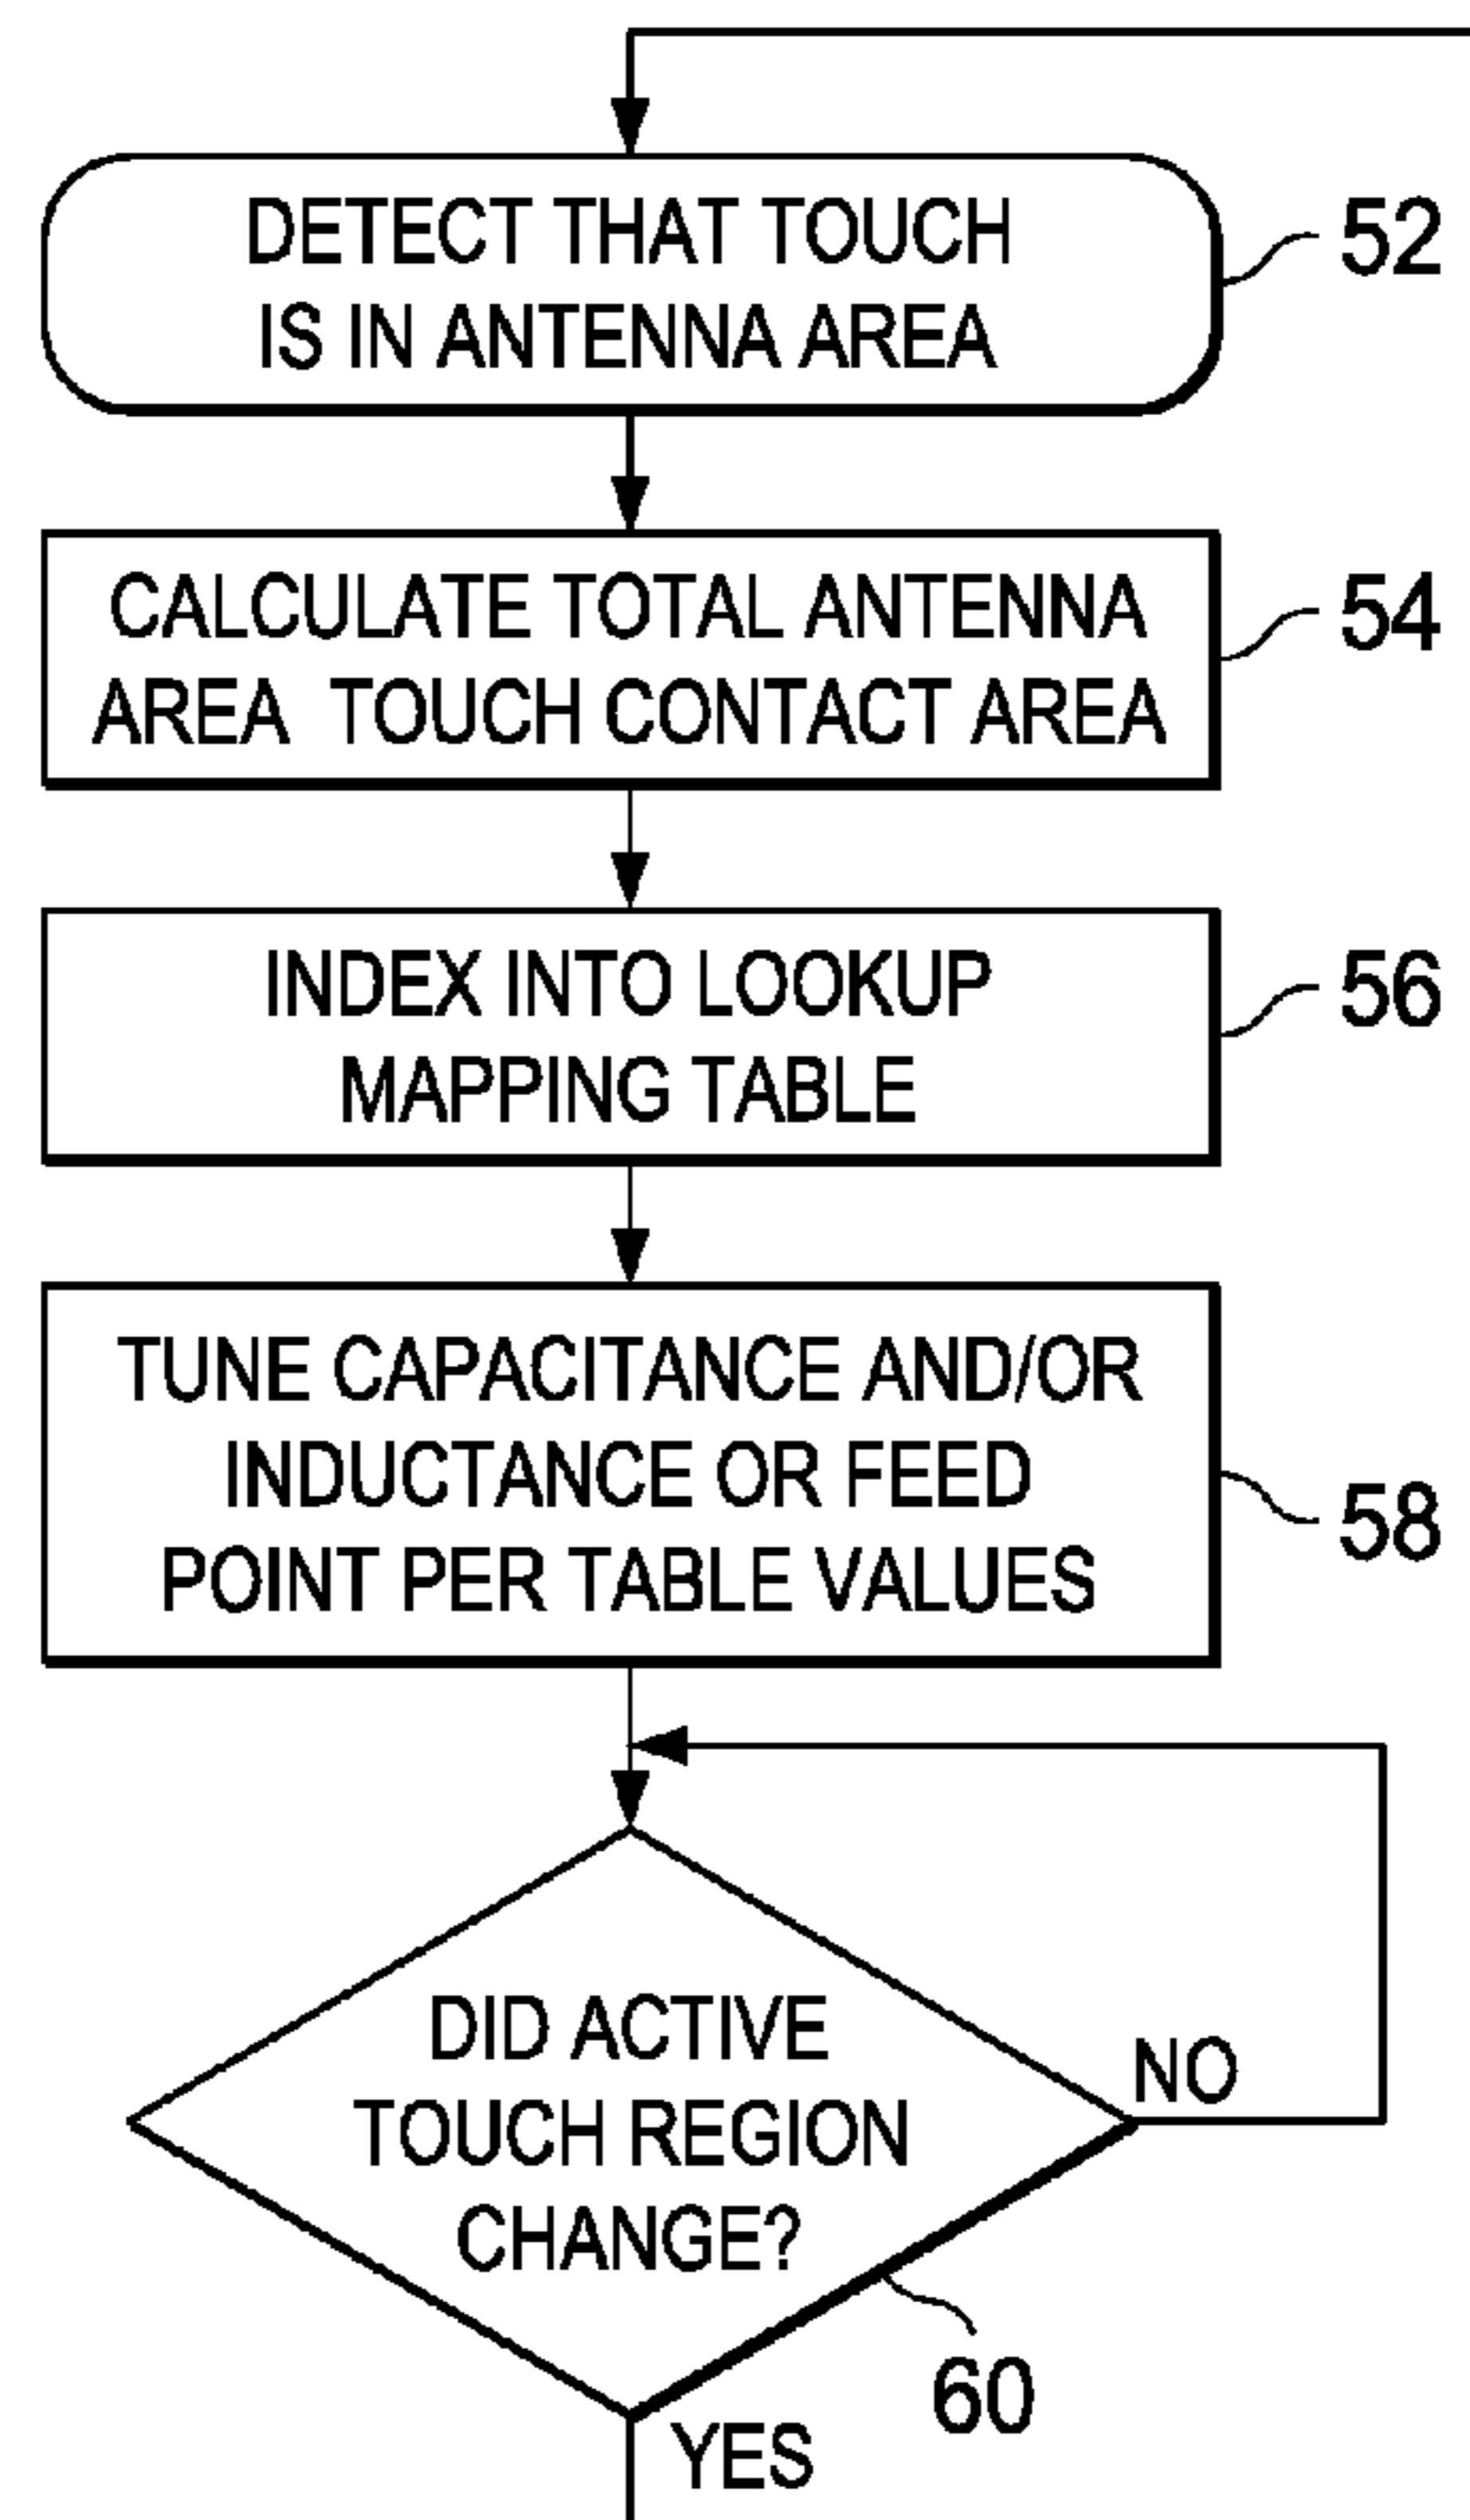 DETECT THAT TOUCH
IS IN ANTENNA AREA
52
CALCULATE TOTAL ANTENNA
AREA TOUCH CONTACT AREA
54
INDEX INTO LOOKUP
MAPPING TABLE
56
TUNE CAPACITANCE AND/OR
INDUCTANCE OR FEED
POINT PER TABLE VALUES
58
DID ACTIVE
TOUCH REGION
CHANGE?
NO
60
YES